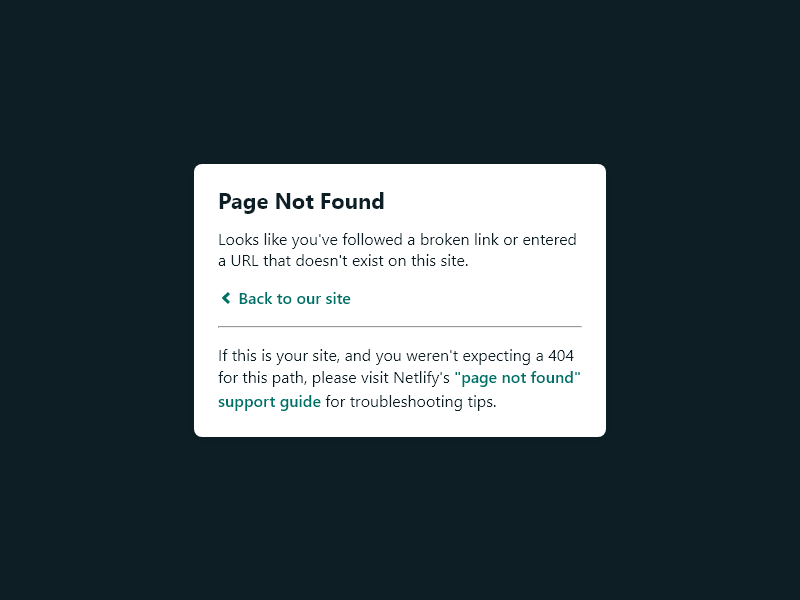 Page Not Found
Looks like you've followed a broken link or entered
a URL that doesn't exist on this site.
Back to our site
If this is your site, and you weren't expecting a 404
for this path, please visit Netlify's "page not found"
support guide for troubleshooting tips.